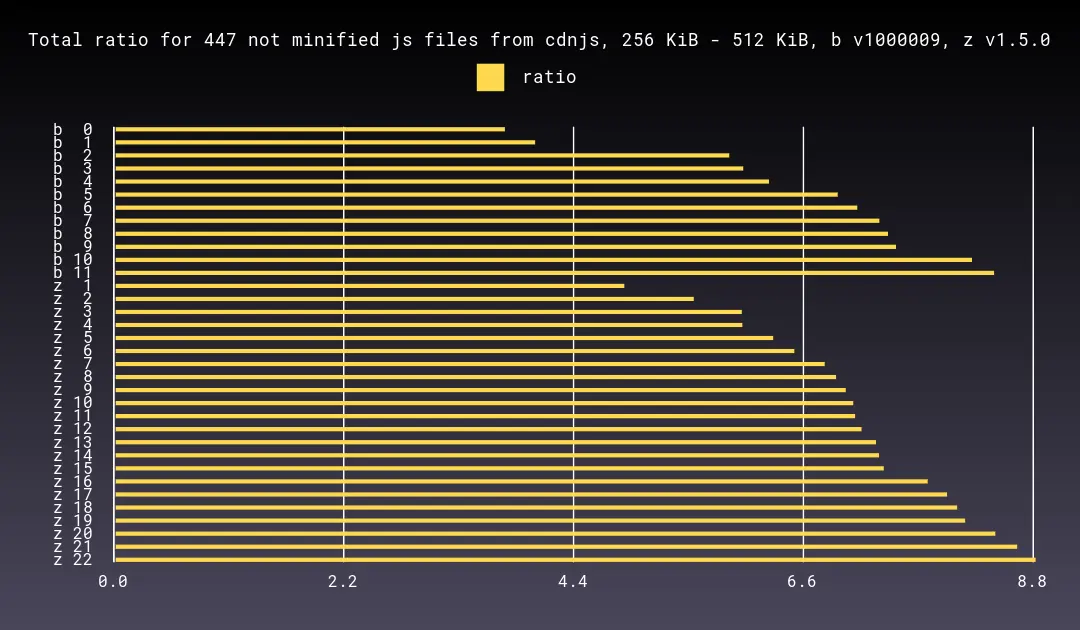 Total ratio for 447 not minified js files from cdnjs, 256 KiB - 512 KiB, b v1000009, z v1.5.0
ratio
b 0
b 1
b 2
b 3
b 4
b 5
b 6
b 7
b 8
b 9
b 10
b 11
z 1
z 2
z 3
z 4
z 5
z 6
z 7
z 8
z 9
z 10
z 11
z 12
z 13
z 14
z 15
z 16
z 17
z 18
z 19
z 20
z 21
z 22
0.0 2.2 4.4 6.6 8.8